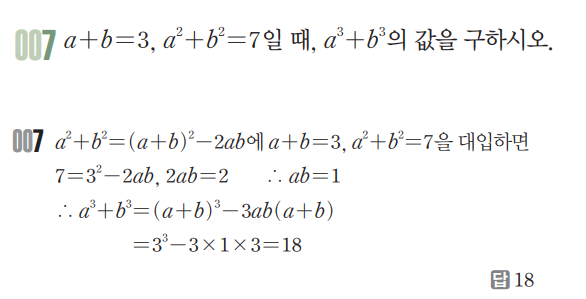 007 a+b=3, a²+b²=7일 때, a³+b³의 값을 구하시오.
007 a²+b²=(a+b)²−2ab에 a+b=3, a²+b²=7을 대입하면
7=3²−2ab, 2ab=2 ∴ ab=1
∴ a³+b³=(a+b)³−3ab(a+b)
=3³−3×1×3=18
답 18